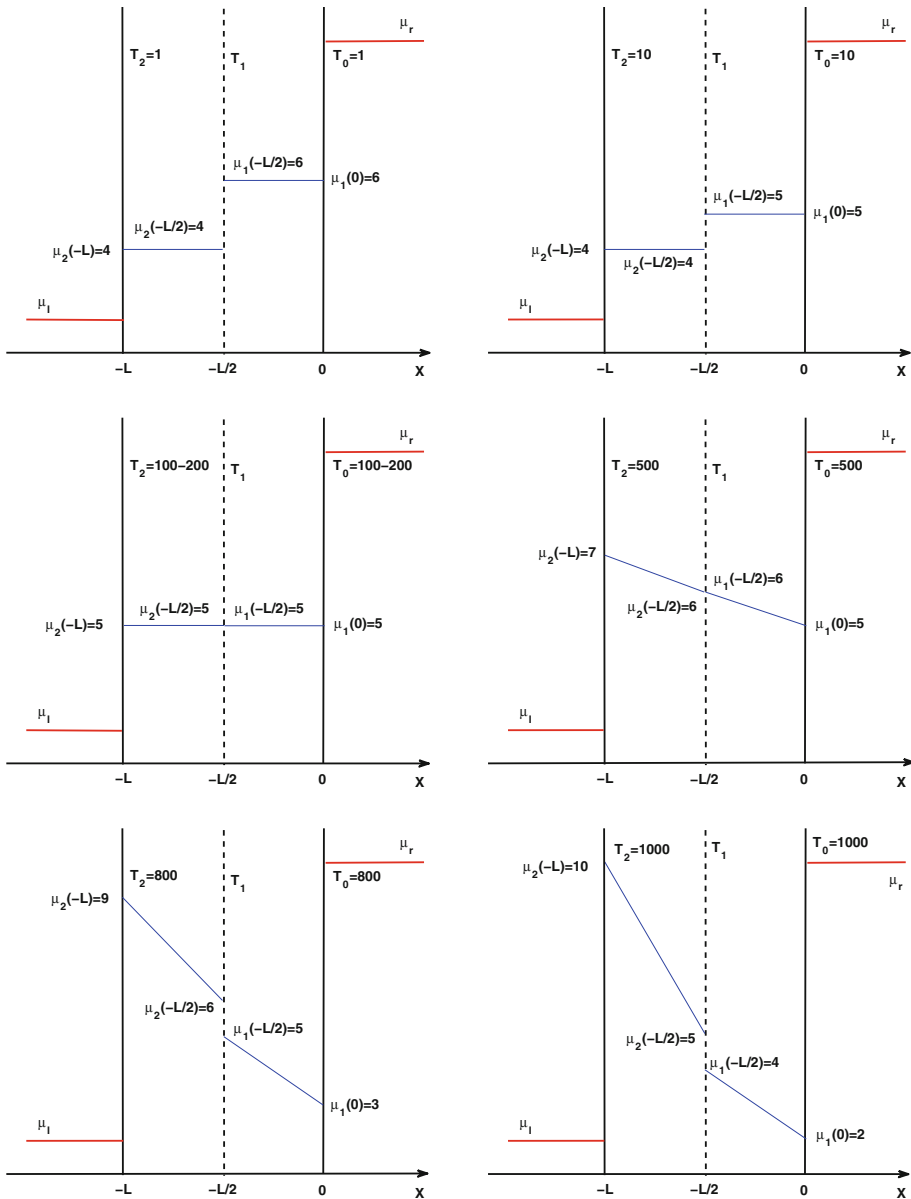 μr
T2=1
T1
T0=1
μ1(-L/2)=6
μ1(0)=6
μ2(-L/2)=4
μ2(-L)=4
μl
-L
-L/2
0
X
μr
T2=10
T1
T0=10
μ1(-L/2)=5
μ1(0)=5
μ2(-L)=4
μ2(-L/2)=4
μl
-L
-L/2
0
X
μr
T2=100-200
T1
T0=100-200
μ2(-L/2)=5
μ1(-L/2)=5
μ2(-L)=5
μ1(0)=5
μl
-L
-L/2
0
X
μr
T2=500
T1
T0=500
μ2(-L)=7
μ1(-L/2)=6
μ2(-L/2)=6
μ1(0)=5
μl
-L
-L/2
0
X
μr
T2=800
T1
T0=800
μ2(-L)=9
μ2(-L/2)=6
μ1(-L/2)=5
μ1(0)=3
μl
-L
-L/2
0
X
T0=1000
T2=1000
T1
μ2(-L)=10
μr
μ2(-L/2)=5
μ1(-L/2)=4
μl
μ1(0)=2
-L
-L/2
0
X